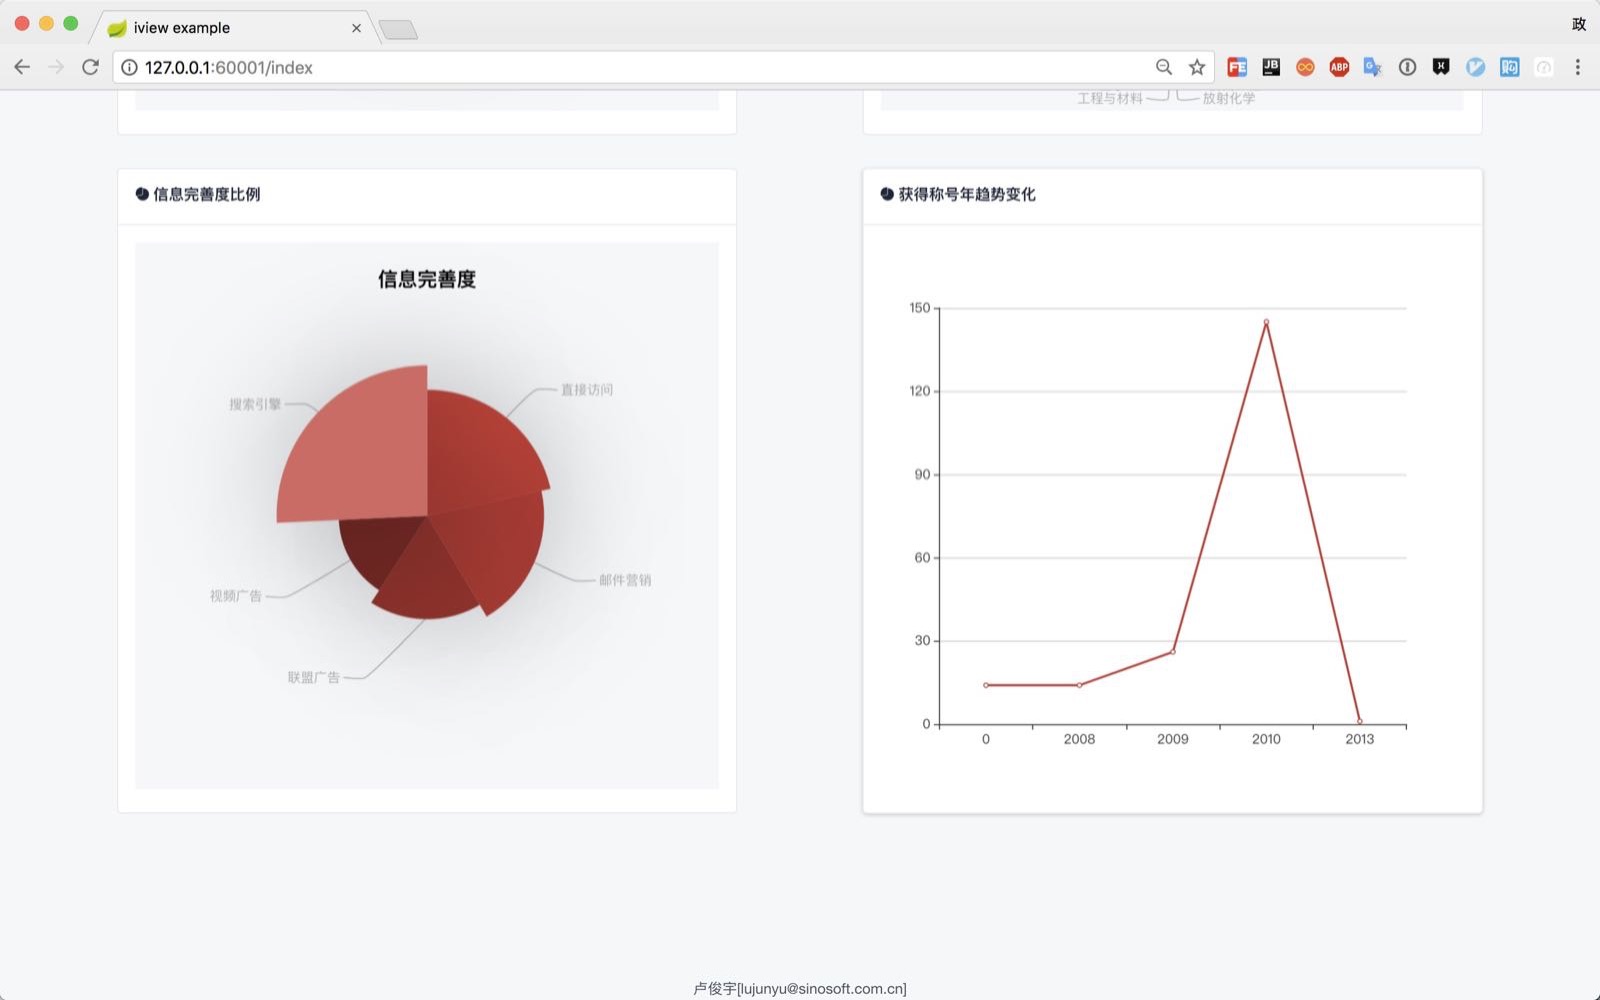 iview example
政
127.0.0.1:60001/index
FE
JB
ABP
工程与材料
放射化学
信息完善度比例
获得称号年趋势变化
信息完善度
直接访问
搜索引擎
邮件营销
视频广告
联盟广告
150
120
90
60
30
0
0 2008 2009 2010 2013
卢俊宇[lujunyu@sinosoft.com.cn]